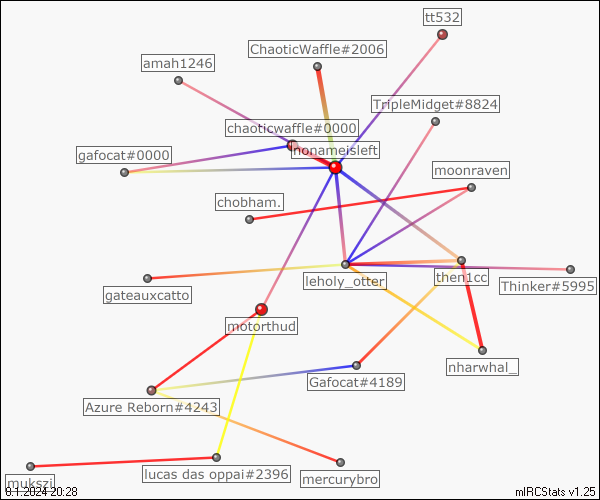 tt532
ChaoticWaffle#2006
amah1246
TripleMidget#8824
chaoticwaffle#0000
nonameisleft
gafocat#0000
moonraven
chobham.
leholy_otter
then1cc
Thinker#5995
gateauxcatto
motorthud
nharwhal_
Gafocat#4189
Azure Reborn#4243
lucas das oppai#2396
mercurybro
mukszi
6.1.2024 20:28
mIRCStats v1.25